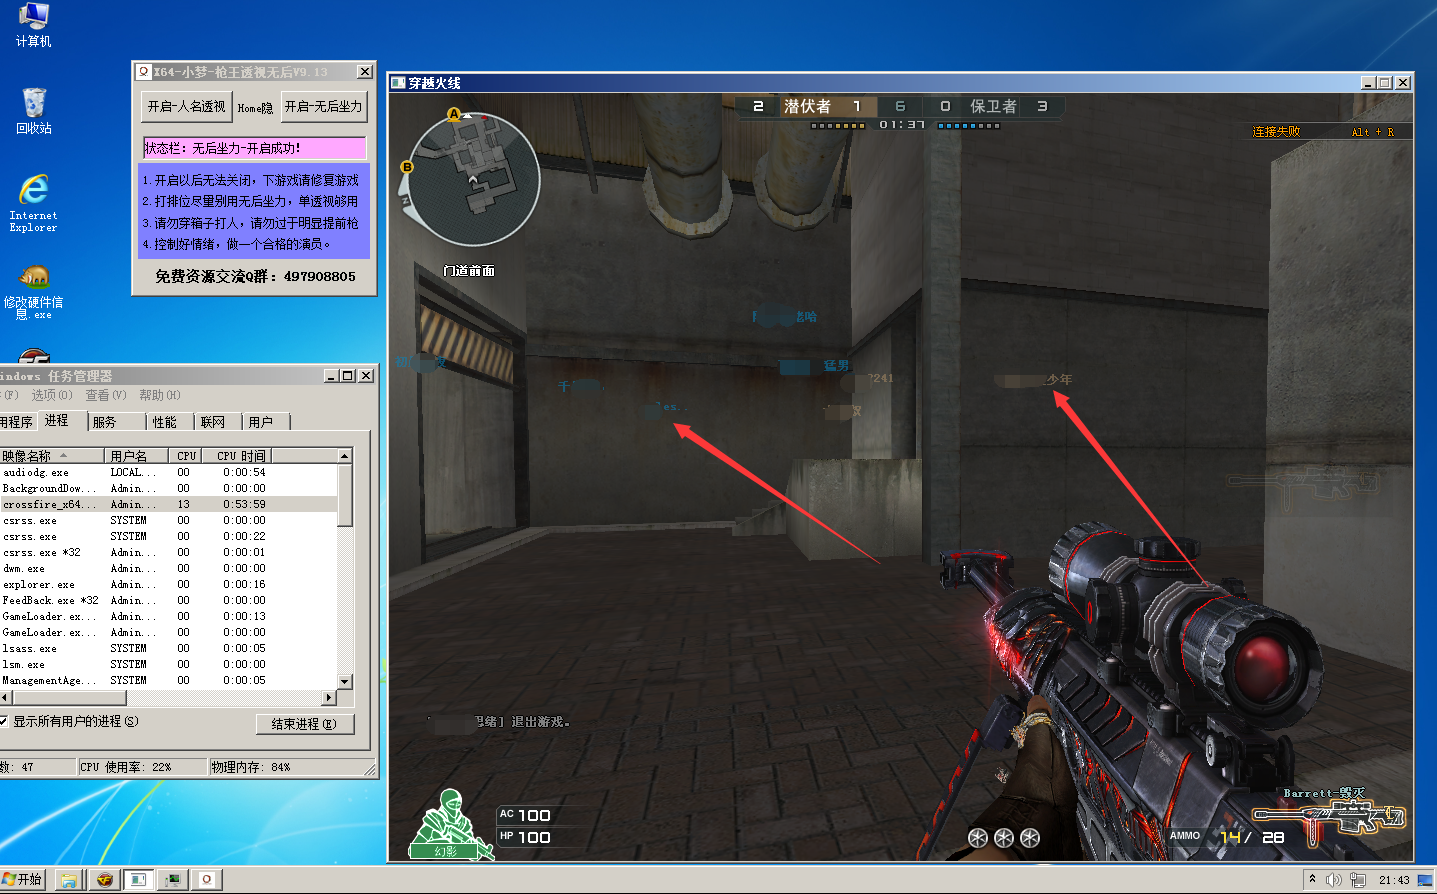 计算机
回收站
Internet
Explorer
修改硬件信
息.exe
X64-小梦-枪王透视无后V9.13
开启-人名透视
Home隐
开启-无后坐力
状态栏：无后坐力-开启成功！
1.开启以后无法关闭，下游戏请修复游戏
2.打排位尽量别用无后坐力，单透视够用
3.请勿穿箱子打人，请勿过于明显提前枪
4.控制好情绪，做一个合格的演员。
免费资源交流Q群：497908805
indows 任务管理器
(F) 选项(O) 查看(V) 帮助(H)
用程序 进程 服务 性能 联网 用户
映像名称 用户名 CPU CPU 时间
audiodg.exe LOCAL... 00 0:00:54
BackgroundDow... Admin... 00 0:00:00
crossfire_x64... Admin... 13 0:53:59
csrss.exe SYSTEM 00 0:00:00
csrss.exe SYSTEM 00 0:00:22
csrss.exe *32 Admin... 00 0:00:01
dwm.exe Admin... 00 0:00:00
explorer.exe Admin... 00 0:00:16
FeedBack.exe *32 Admin... 00 0:00:00
GameLoader.ex... Admin... 00 0:00:13
GameLoader.ex... Admin... 00 0:00:00
lsass.exe SYSTEM 00 0:00:05
lsm.exe SYSTEM 00 0:00:00
ManagementAge... SYSTEM 00 0:00:05
显示所有用户的进程(S)
结束进程(E)
数: 47
CPU 使用率: 22%
物理内存: 84%
穿越火线
2 潜伏者 1 6 0 保卫者 3
01:37
连接失败 Alt + R
A
B
N
门道前面
老哈
猛男
千
241
少年
es..
绪] 退出游戏。
AC 100
HP 100
幻影
Barrett-毁灭
AMMO 14/ 28
开始
21:43